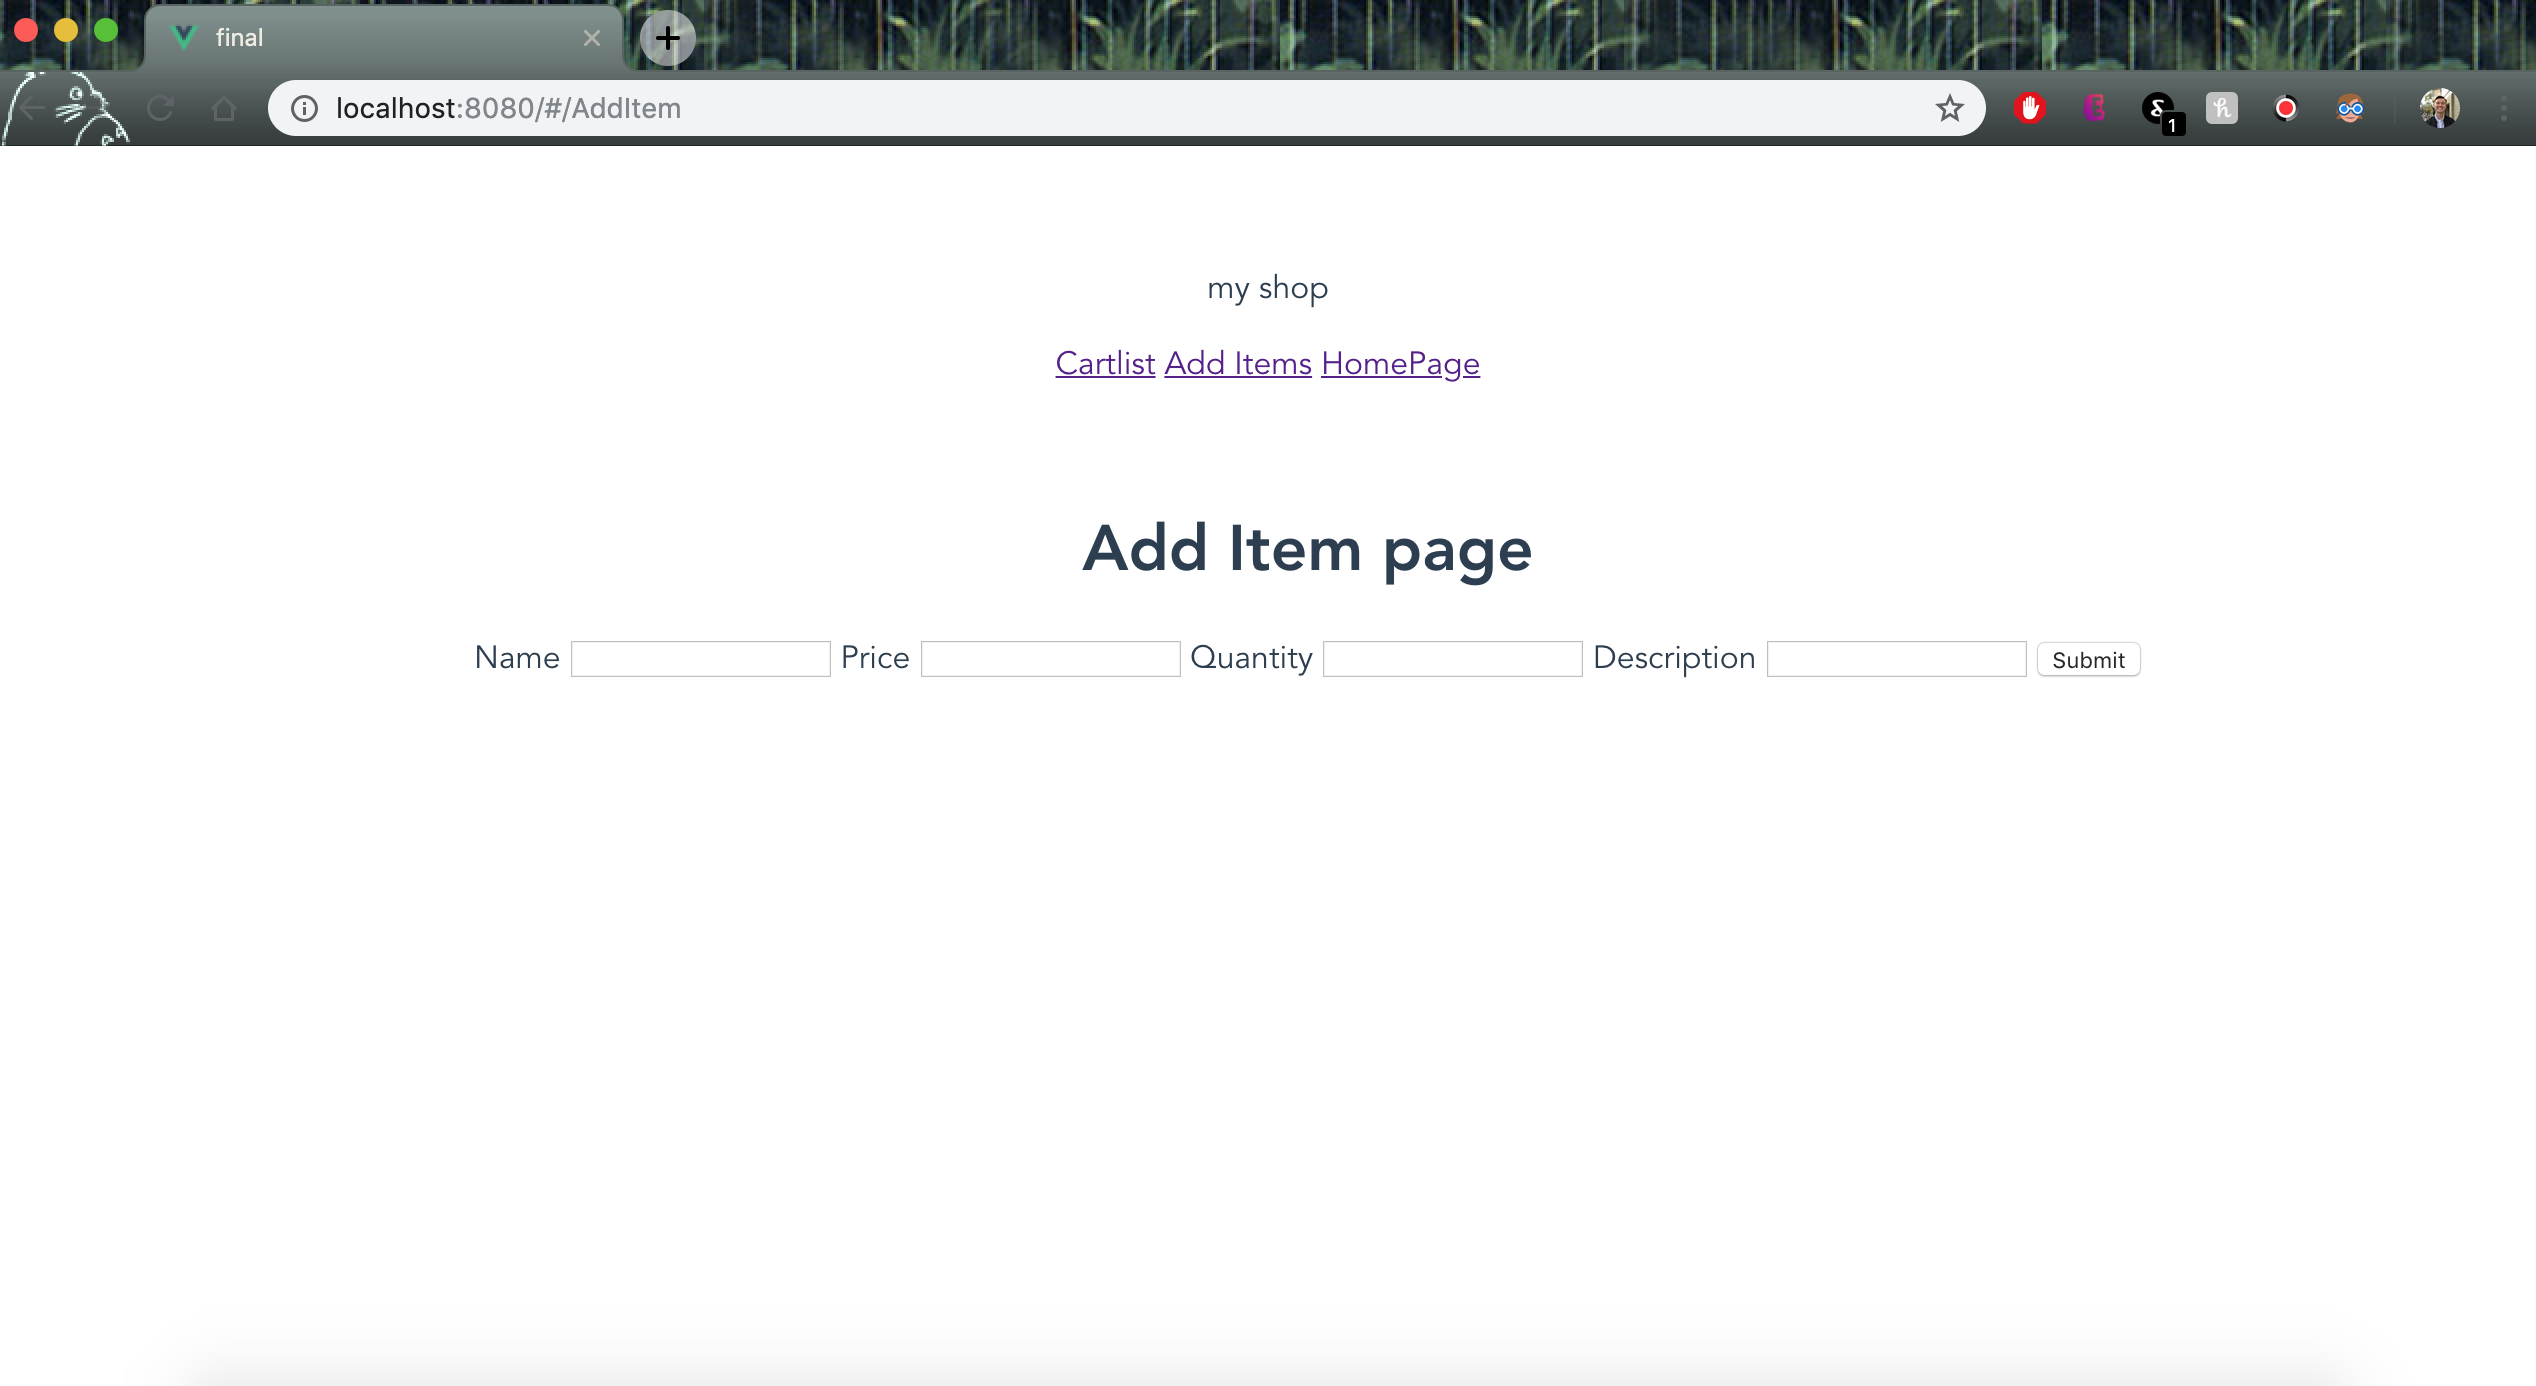 final
localhost:8080/#/AddItem
1
my shop
Cartlist Add Items HomePage
Add Item page
Name Price Quantity Description Submit